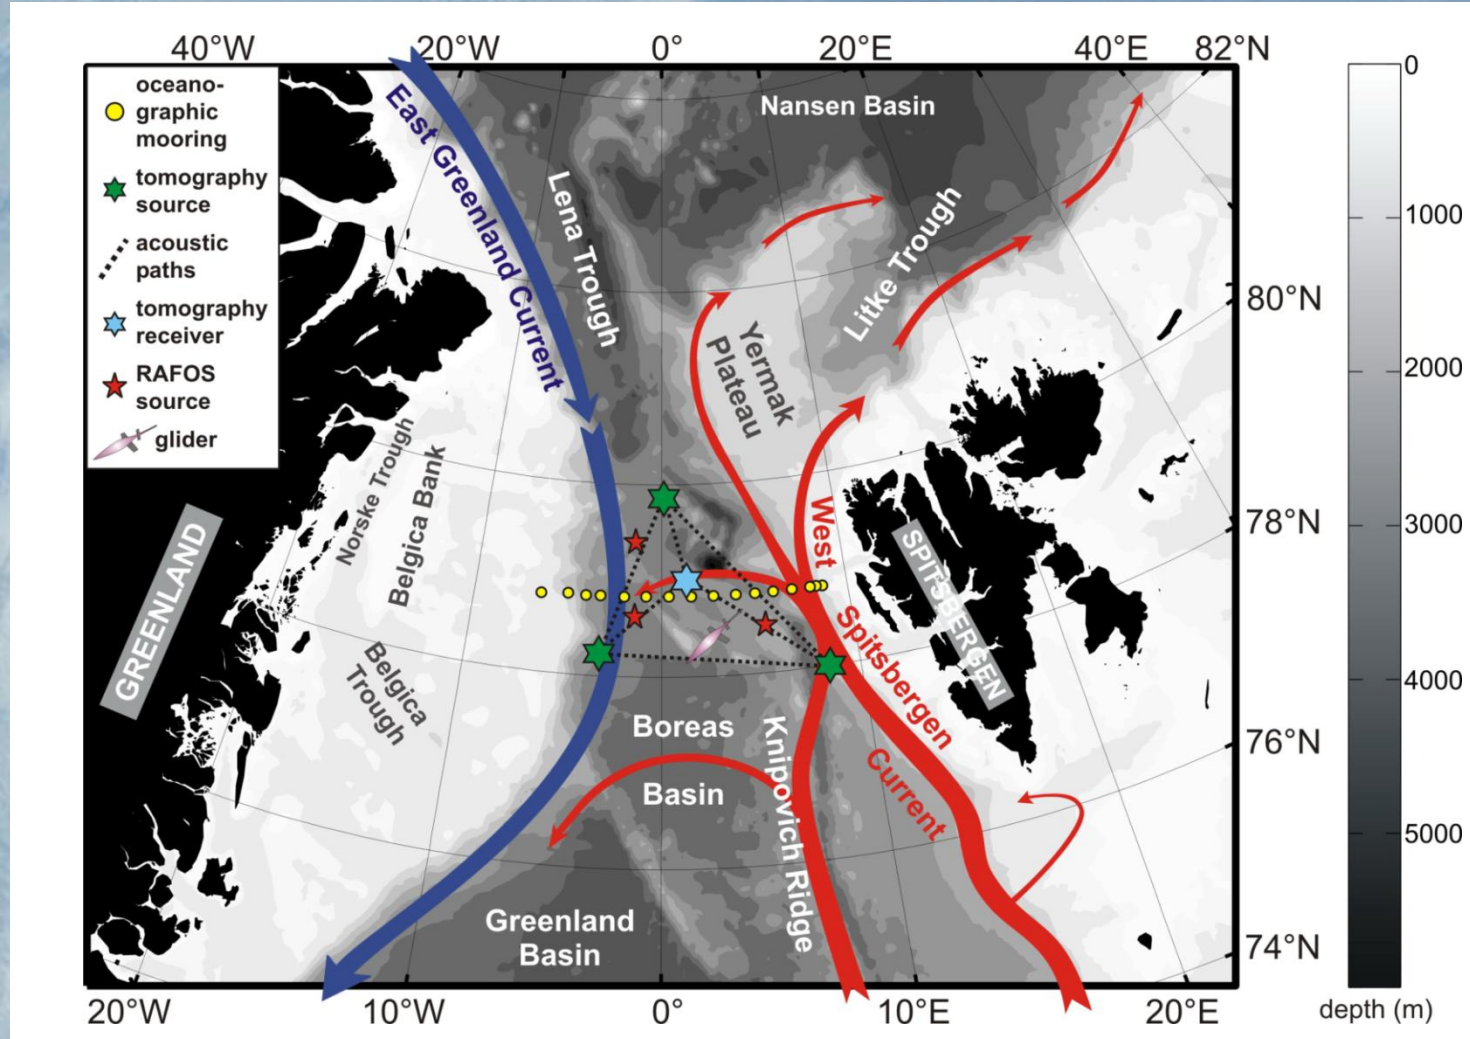 40°W
20°W
0°
20°E
40°E
82°N
oceano-
graphic
mooring
tomography
source
acoustic
paths
tomography
receiver
RAFOS
source
glider
East Greenland Current
Lena Trough
Nansen Basin
Litke Trough
Yermak
Plateau
Norske Trough
Belgica Bank
Belgica
Trough
GREENLAND
West
Spitsbergen
Current
SPITSBERGEN
Boreas
Basin
Knipovich Ridge
Greenland
Basin
80°N
78°N
76°N
74°N
20°W
10°W
0°
10°E
20°E
0
1000
2000
3000
4000
5000
depth (m)